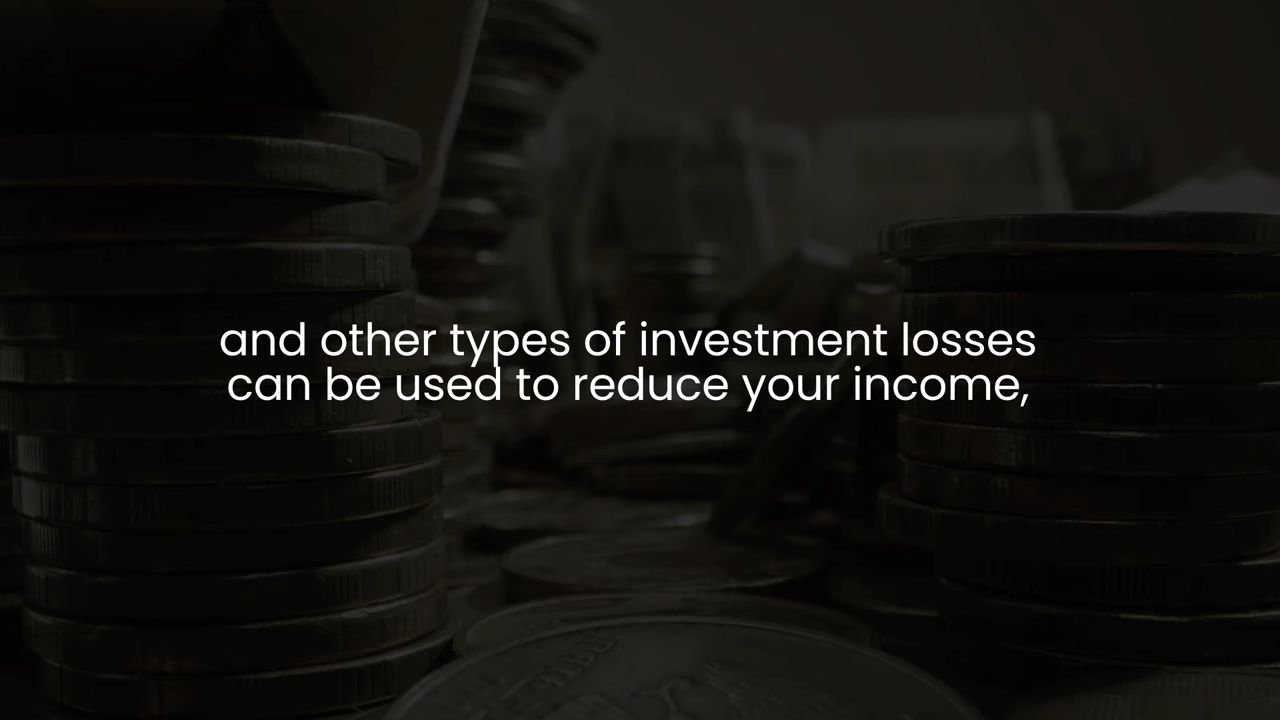 and other types of investment losses
can be used to reduce your income,